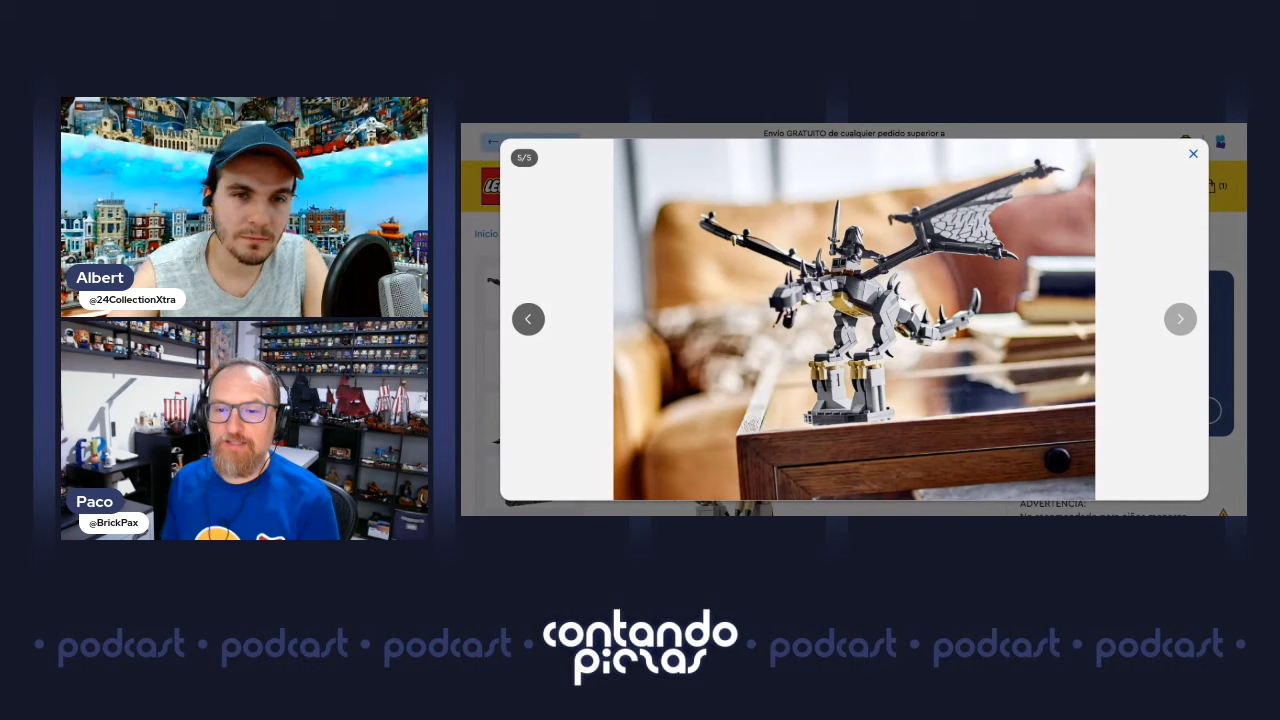 Albert
@24CollectionXtra
Paco
@BrickPax
Envío GRATUITO de cualquier pedido superior a
5/5
(1)
Inicio
ADVERTENCIA:
• podcast • podcast • podcast •
contando
piezas
• podcast • podcast • podcast •